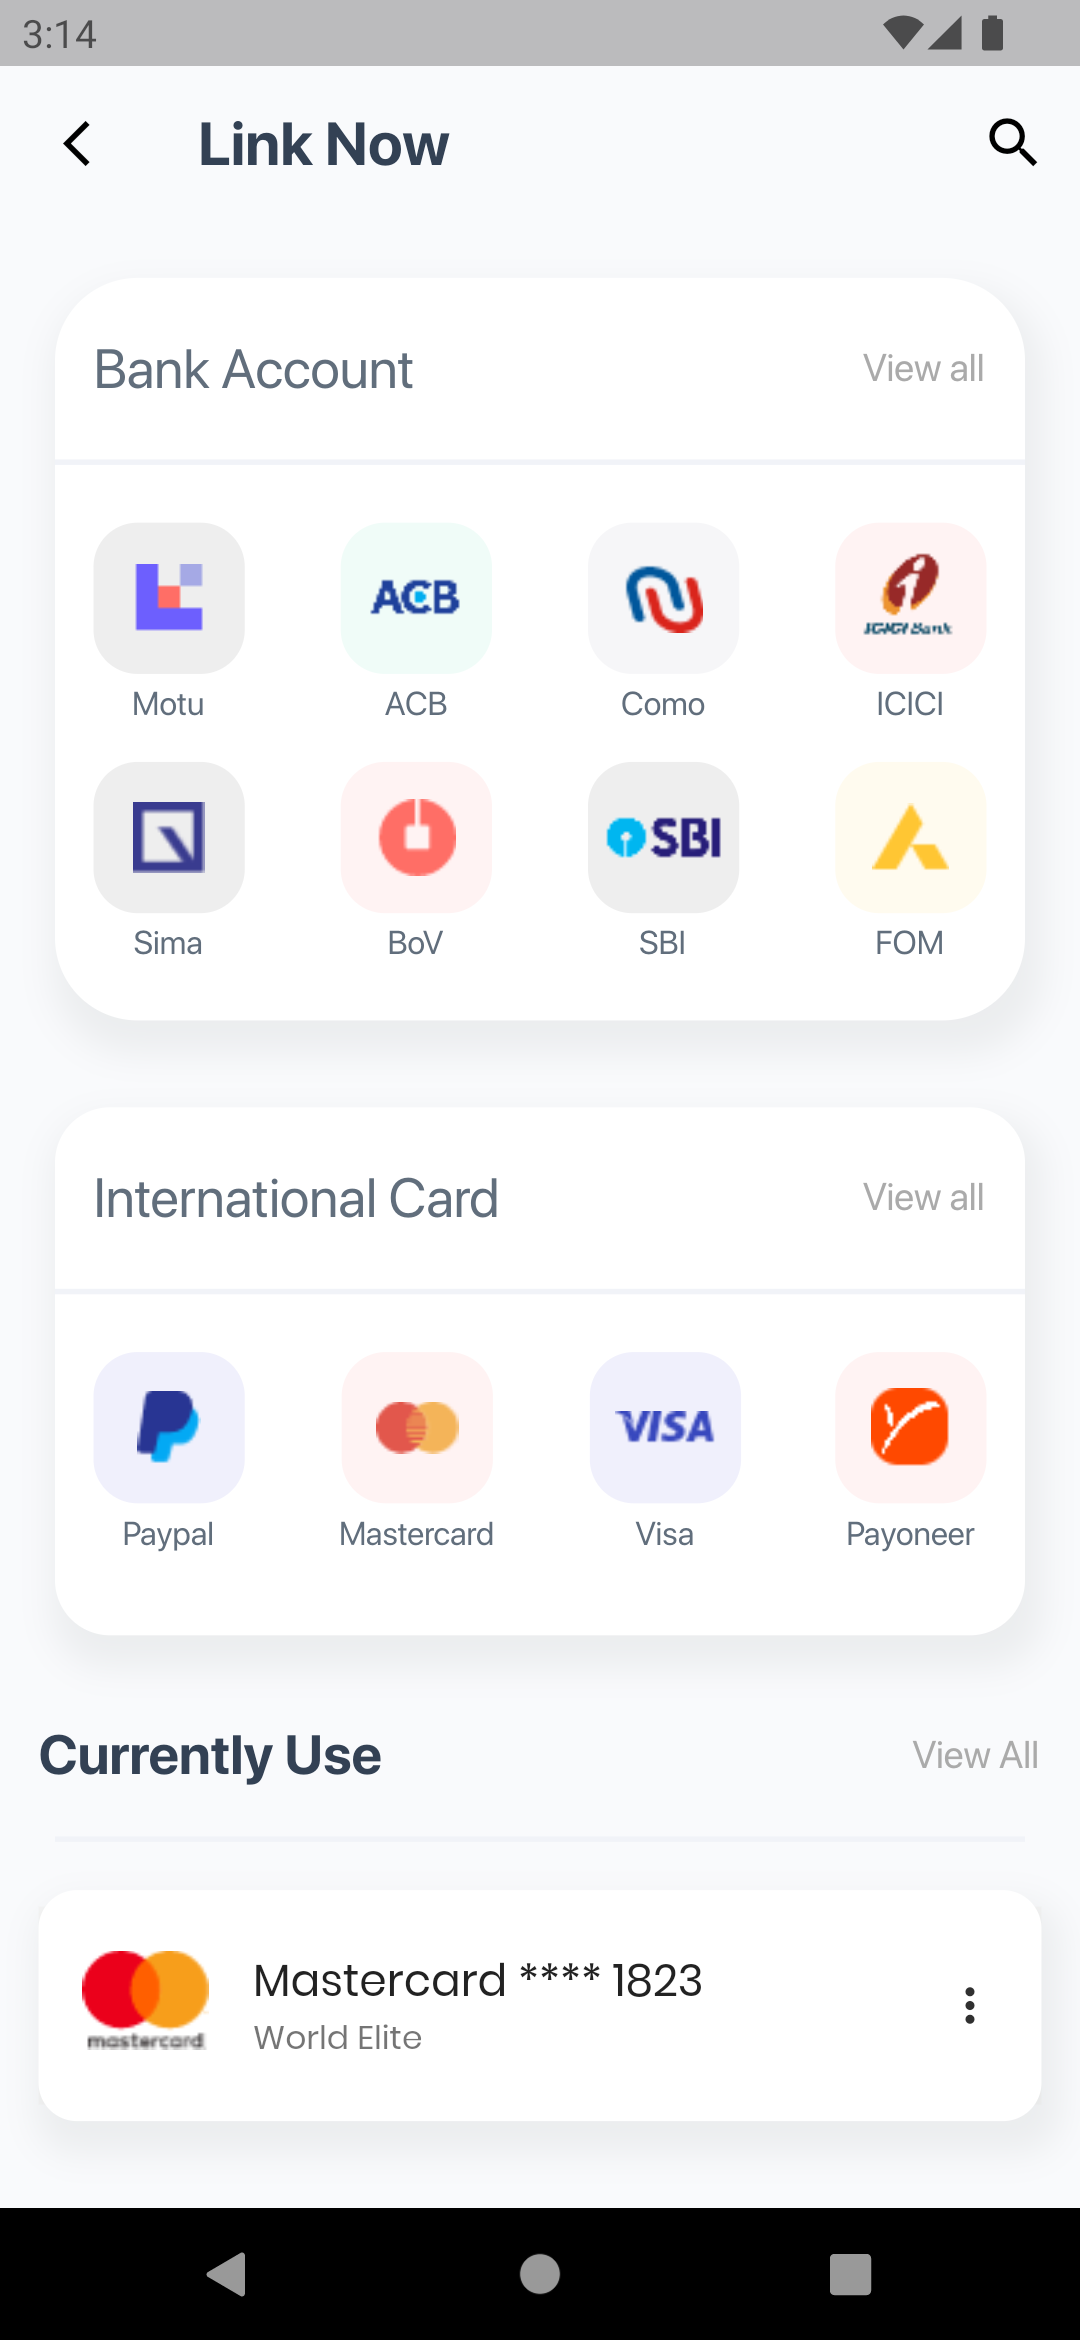 3:14
Link Now
Bank Account
View all
ACB
ICICI Bank
Motu
ACB
Como
ICICI
SBI
Sima
BoV
SBI
FOM
International Card
View all
VISA
Paypal
Mastercard
Visa
Payoneer
Currently Use
View All
Mastercard **** 1823
mastercard.
World Elite